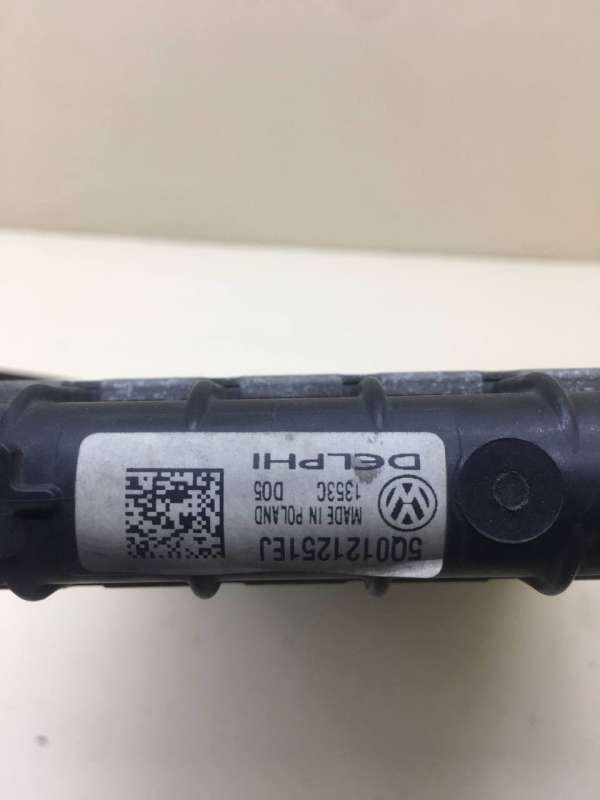 5Q0121251EJ
MADE IN POLAND
1353C D05
DELPHI